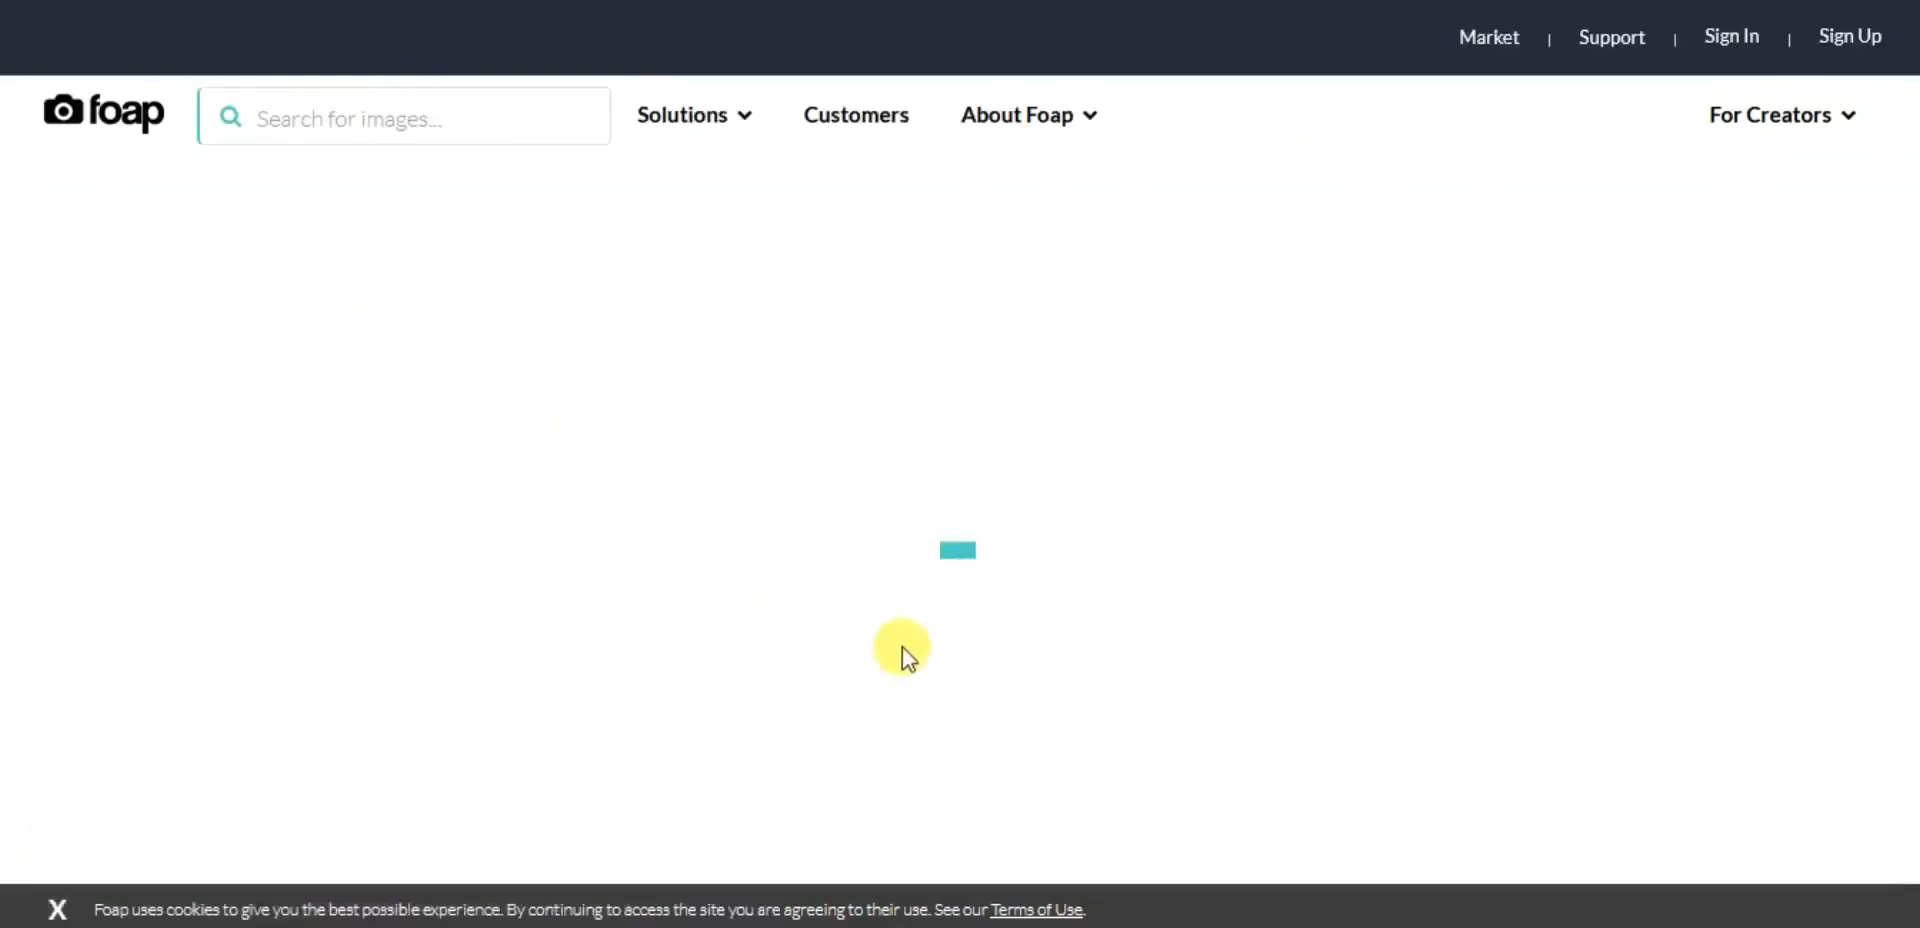 Market | Support | Sign In | Sign Up
foap Search for images... Solutions Customers About Foap For Creators
X Foap uses cookies to give you the best possible experience. By continuing to access the site you are agreeing to their use. See our Terms of Use.